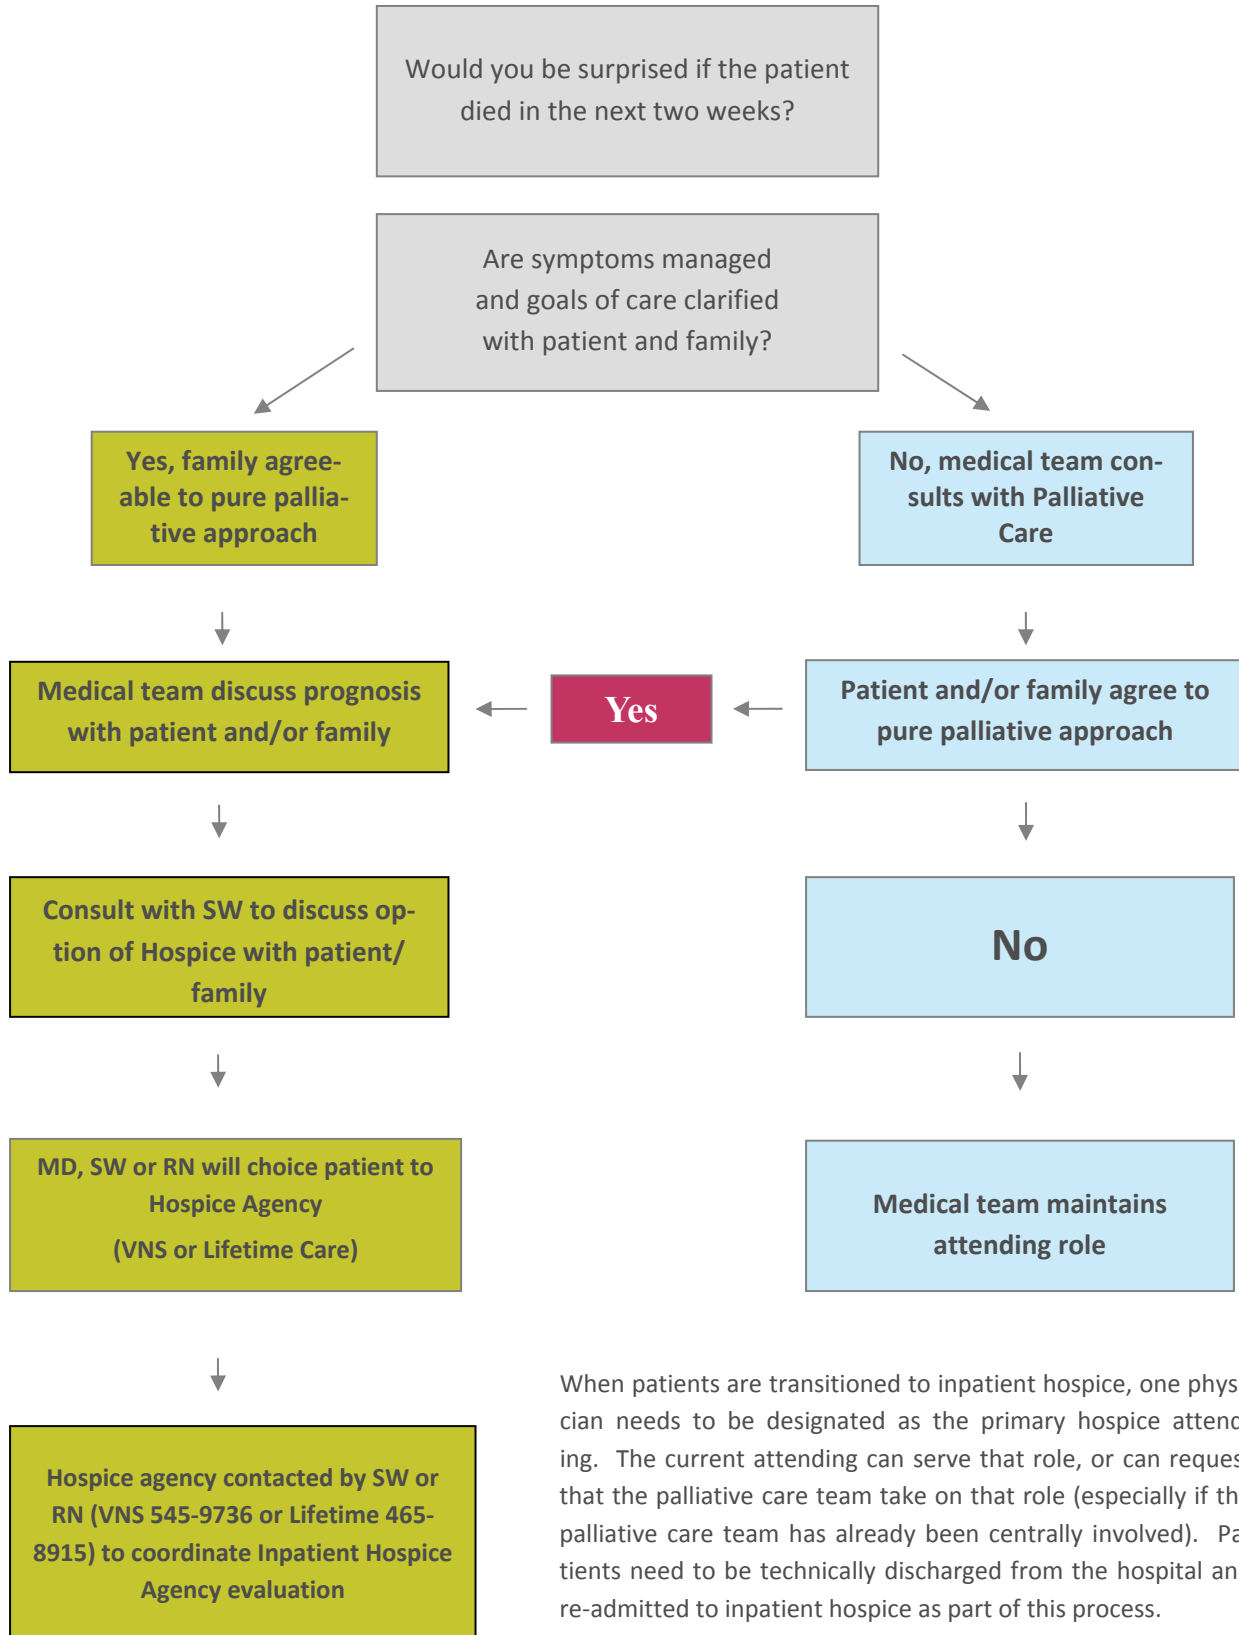 Would you be surprised if the patient
died in the next two weeks?
Are symptoms managed
and goals of care clarified
with patient and family?
Yes, family agree-
able to pure pallia-
tive approach
No, medical team con-
sults with Palliative
Care
Medical team discuss prognosis
with patient and/or family
Yes
Patient and/or family agree to
pure palliative approach
Consult with SW to discuss op-
tion of Hospice with patient/
family
No
MD, SW or RN will choice patient to
Hospice Agency
(VNS or Lifetime Care)
Medical team maintains
attending role
Hospice agency contacted by SW or
RN (VNS 545-9736 or Lifetime 465-
8915) to coordinate Inpatient Hospice
Agency evaluation
When patients are transitioned to inpatient hospice, one physi
cian needs to be designated as the primary hospice attend
ing. The current attending can serve that role, or can reques
that the palliative care team take on that role (especially if th
palliative care team has already been centrally involved). Pa
tients need to be technically discharged from the hospital an
re-admitted to inpatient hospice as part of this process.